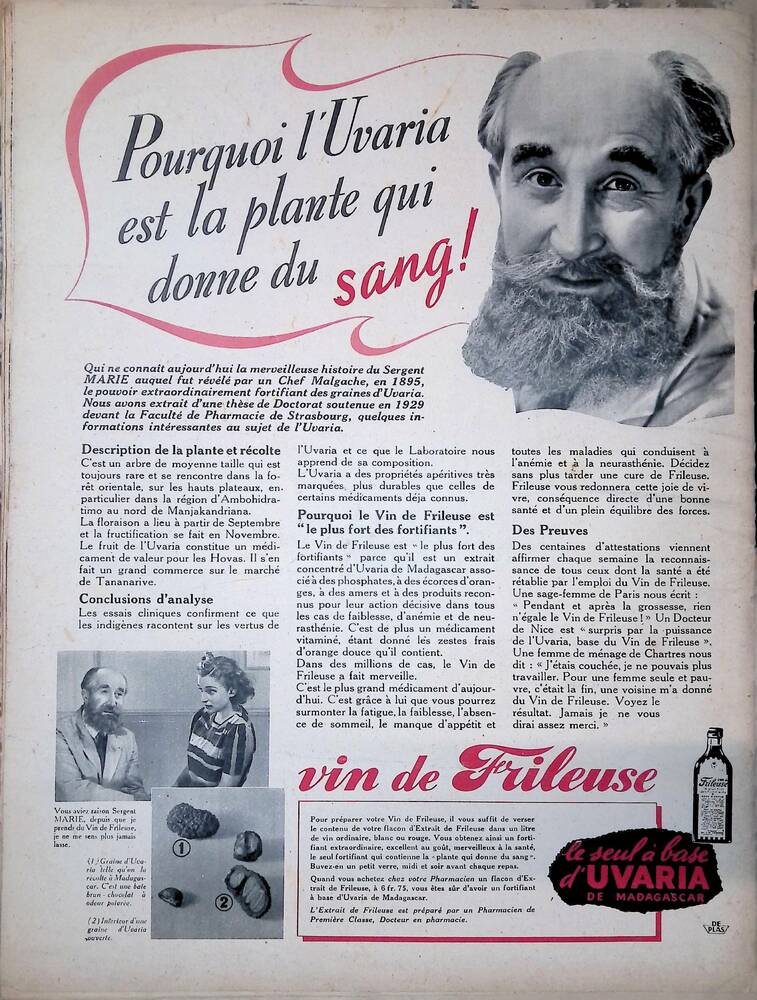 Pourquoi l'Uvaria
est la plante qui
donne du sang!
Qui ne connait aujourd'hui la merveilleuse histoire du Sergent
MARIE auquel fut révélé par un Chef Malgache, en 1895,
le pouvoir extraordinairement fortifiant des graines d'Uvaria.
Nous avons extrait d'une thèse de Doctorat soutenue en 1929
devant la Faculté de Pharmacie de Strasbourg, quelques in-
formations intéressantes au sujet de l'Uvaria.
Description de la plante et récolte
C'est un arbre de moyenne taille qui est
toujours rare et se rencontre dans la fo-
rêt orientale, sur les hauts plateaux, en
particulier dans la région d'Ambohidra-
timo au nord de Manjakandriana.
La floraison a lieu à partir de Septembre
et la fructification se fait en Novembre.
Le fruit de l'Uvaria constitue un médi-
cament de valeur pour les Hovas. Il s'en
fait un grand commerce sur le marché
de Tananarive.
Conclusions d'analyse
Les essais cliniques confirment ce que
les indigènes racontent sur les vertus de
l'Uvaria et ce que le Laboratoire nous
apprend de sa composition.
L'Uvaria a des propriétés apéritives très
marquées, plus durables que celles de
certains médicaments déja connus.
Pourquoi le Vin de Frileuse est
"le plus fort des fortifiants".
Le Vin de Frileuse est "le plus fort des
fortifiants" parce qu'il est un extrait
concentré d'Uvaria de Madagascar asso-
cié à des phosphates, à des écorces d'oran-
ges, à des amers et à des produits recon-
nus pour leur action décisive dans tous
les cas de faiblesse, d'anémie et de neu-
rasthénie. C'est de plus un médicament
vitaminé, étant donné les zestes frais
d'orange douce qu'il contient.
Dans des millions de cas, le Vin de
Frileuse a fait merveille.
C'est le plus grand médicament d'aujour-
d'hui. C'est grâce à lui que vous pourrez
surmonter la fatigue, la faiblesse, l'absen-
ce de sommeil, le manque d'appétit et
toutes les maladies qui conduisent à
l'anémie et à la neurasthénie. Décidez
sans plus tarder une cure de Frileuse.
Frileuse vous redonnera cette joie de vi-
vre, conséquence directe d'une bonne
santé et d'un plein équilibre des forces.
Des Preuves
Des centaines d'attestations viennent
affirmer chaque semaine la reconnais-
sance de tous ceux dont la santé a été
rétablie par l'emploi du Vin de Frileuse.
Une sage-femme de Paris nous écrit :
« Pendant et après la grossesse, rien
n'égale le Vin de Frileuse ! » Un Docteur
de Nice est « surpris par la puissance
de l'Uvaria, base du Vin de Frileuse ».
Une femme de ménage de Chartres nous
dit : « J'étais couchée, je ne pouvais plus
travailler. Pour une femme seule et pau-
vre, c'était la fin, une voisine m'a donné
du Vin de Frileuse. Voyez le
résultat. Jamais je ne vous
dirai assez merci. »
Vous aviez raison Sergent
MARIE, depuis que je
prends du Vin de Frileuse,
je ne me sens plus jamais
lasse.
(1) Graine d'Uva-
ria telle qu'on la
récolte à Madagas-
car. C'est une baie
brun-chocolat à
odeur poivrée.
(2) Intérieur d'une
graine d'Uvaria
ouverte.
1
2
vin de Frileuse
Pour préparer votre Vin de Frileuse, il vous suffit de verser
le contenu de votre flacon d'Extrait de Frileuse dans un litre
de vin ordinaire, blanc ou rouge. Vous obtenez ainsi un forti-
fiant extraordinaire, excellent au goût, merveilleux à la santé,
le seul fortifiant qui contienne la "plante qui donne du sang".
Buvez-en un petit verre, midi et soir avant chaque repas.
Quand vous achetez chez votre Pharmacien un flacon d'Ex-
trait de Frileuse, à 6 fr. 75, vous êtes sûr d'avoir un fortifiant
à base d'Uvaria de Madagascar.
L'Extrait de Frileuse est préparé par un Pharmacien de
Première Classe, Docteur en pharmacie.
Frileuse
le seul à base
d'UVARIA
DE MADAGASCAR
DE
PLAS